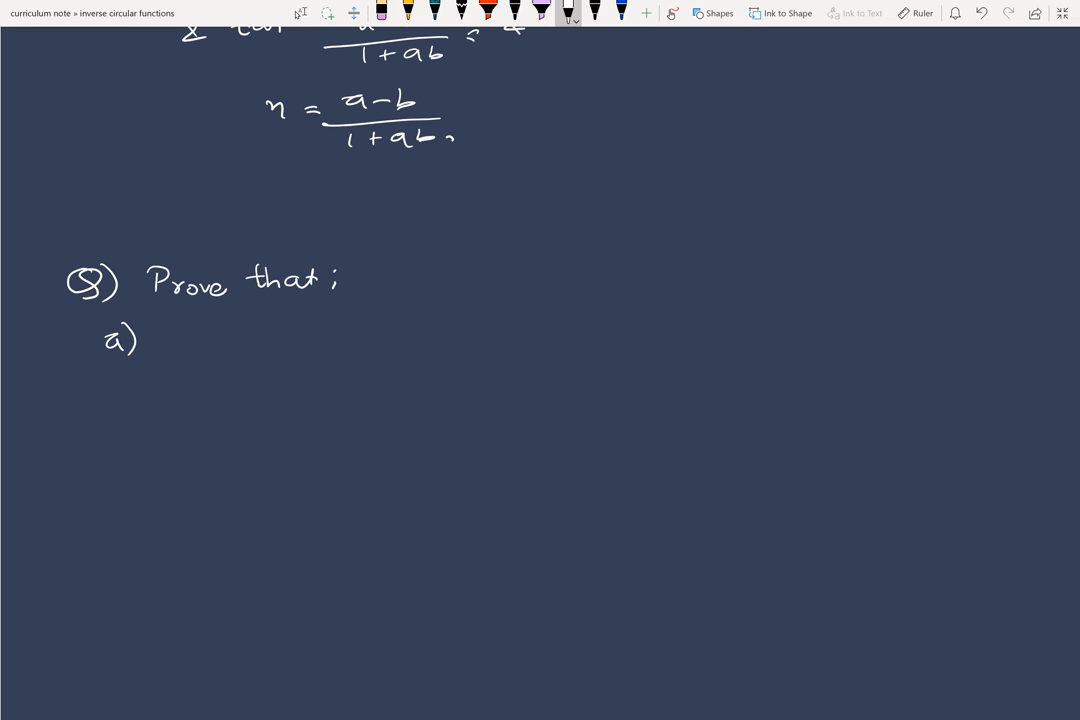 curriculum note » inverse circular functions
Shapes Ink to Shape Ink to Text Ruler
1 + ab
x = a - b
1 + ab
Q) Prove that ;
a)